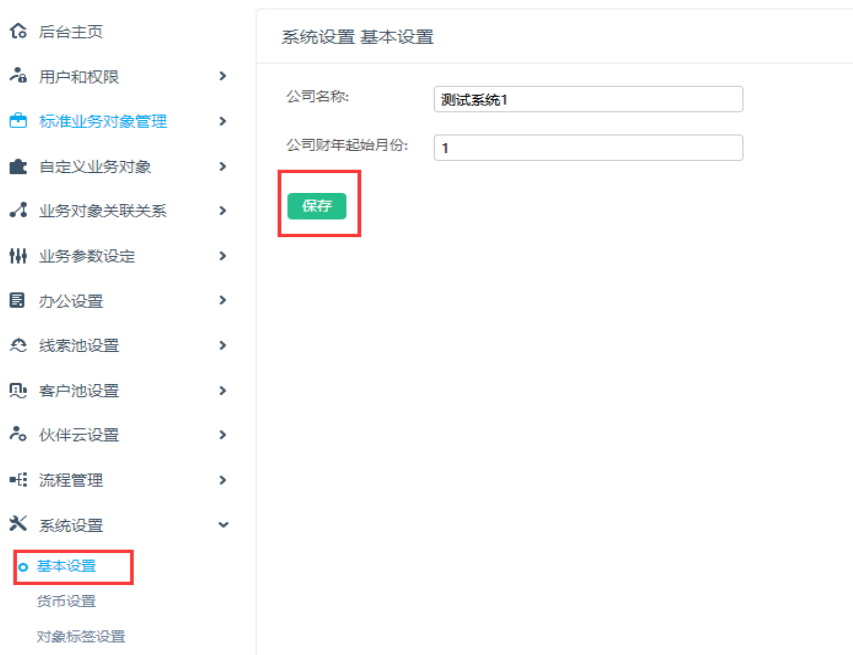 后台主页
用户和权限
标准业务对象管理
自定义业务对象
业务对象关联关系
业务参数设定
办公设置
线索池设置
客户池设置
伙伴云设置
流程管理
系统设置
基本设置
货币设置
对象标签设置
系统设置 基本设置
公司名称: 测试系统1
公司财年起始月份: 1
保存